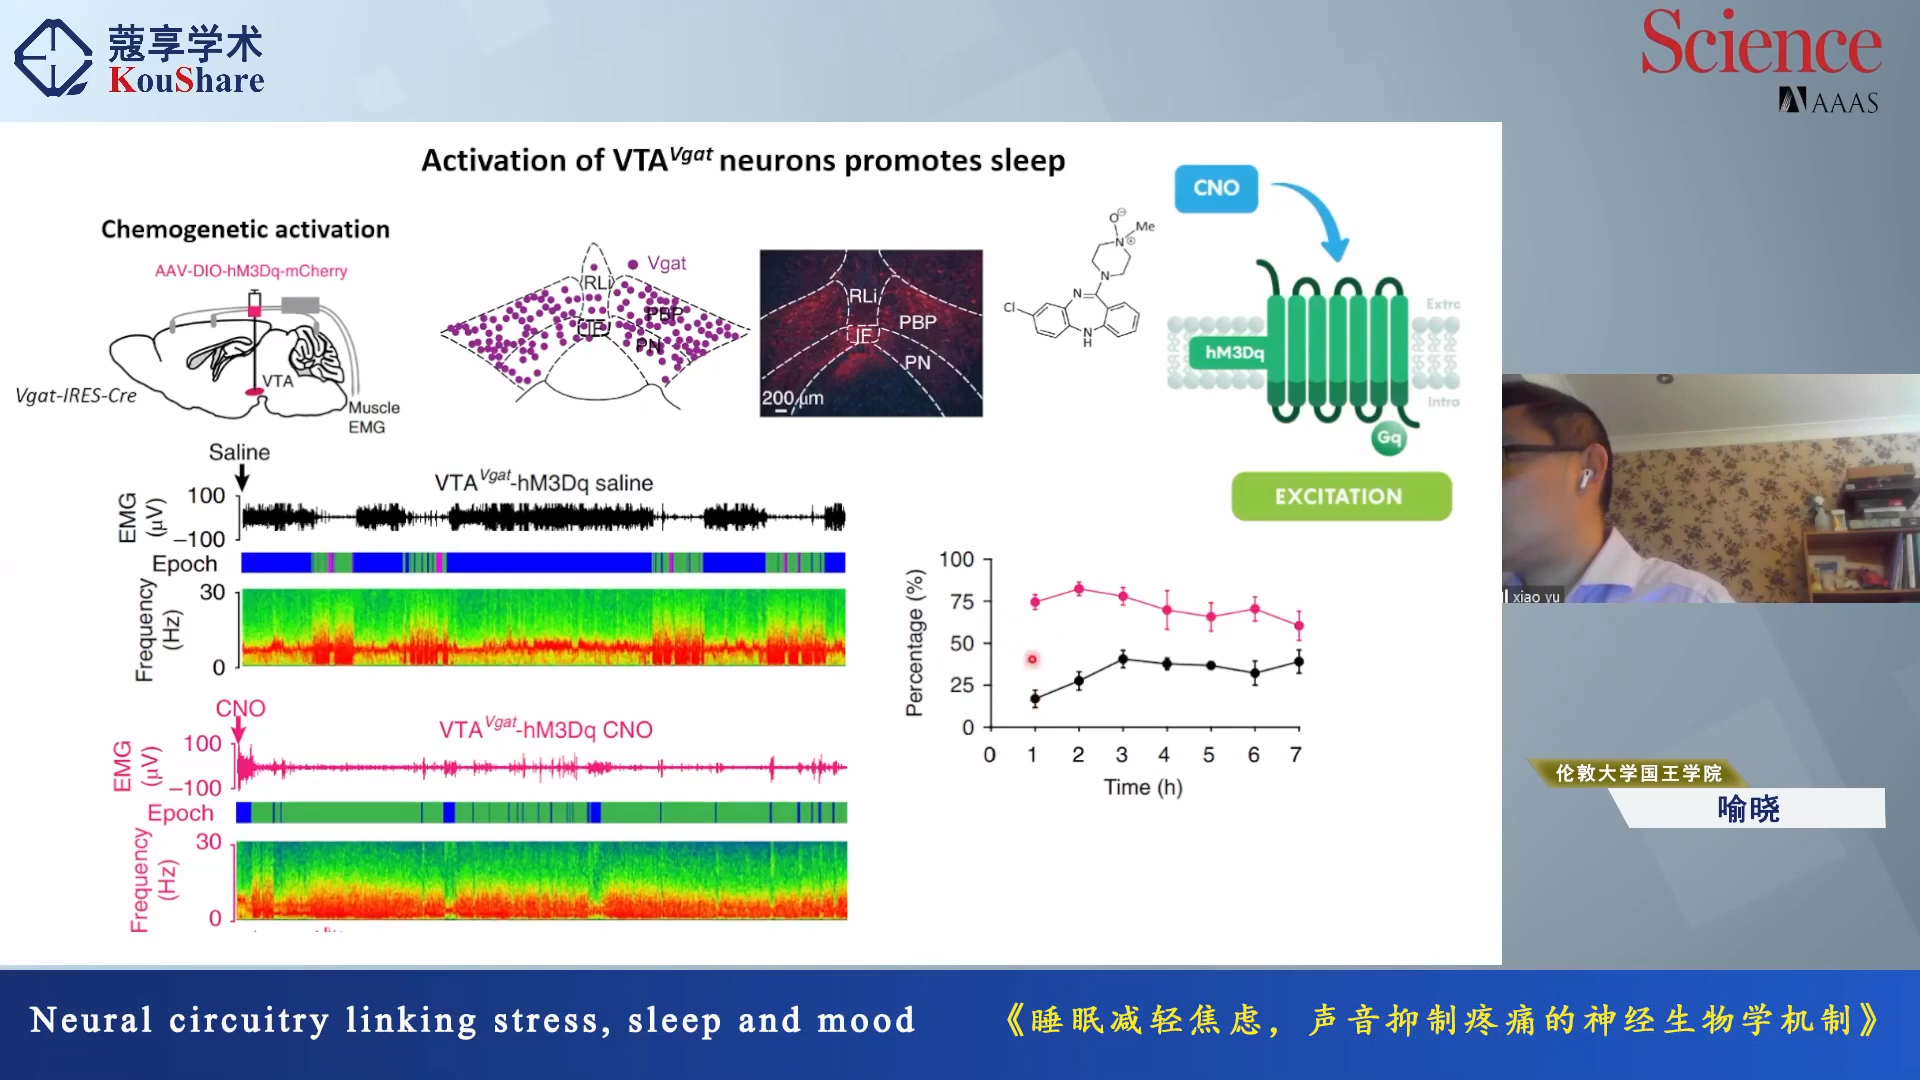 蔻享学术
KouShare
Science
AAAS
Activation of VTAVgat neurons promotes sleep
Chemogenetic activation
AAV-DIO-hM3Dq-mCherry
Vgat-IRES-Cre
VTA
Muscle
EMG
Vgat
RLi
PBP
IF
PN
RLi
PBP
IF
PN
200 μm
O⊖
Me
N⊕
N
N
Cl
N
H
CNO
Extra
hM3Dq
Intra
Gq
EXCITATION
Saline
VTAVgat-hM3Dq saline
EMG
(μV)
100
−100
Epoch
Frequency
(Hz)
30
0
CNO
VTAVgat-hM3Dq CNO
EMG
(μV)
100
−100
Epoch
Frequency
(Hz)
30
0
Percentage (%)
100
75
50
25
0
0 1 2 3 4 5 6 7
Time (h)
xiao yu
伦敦大学国王学院
喻晓
Neural circuitry linking stress, sleep and mood
《睡眠减轻焦虑，声音抑制疼痛的神经生物学机制》